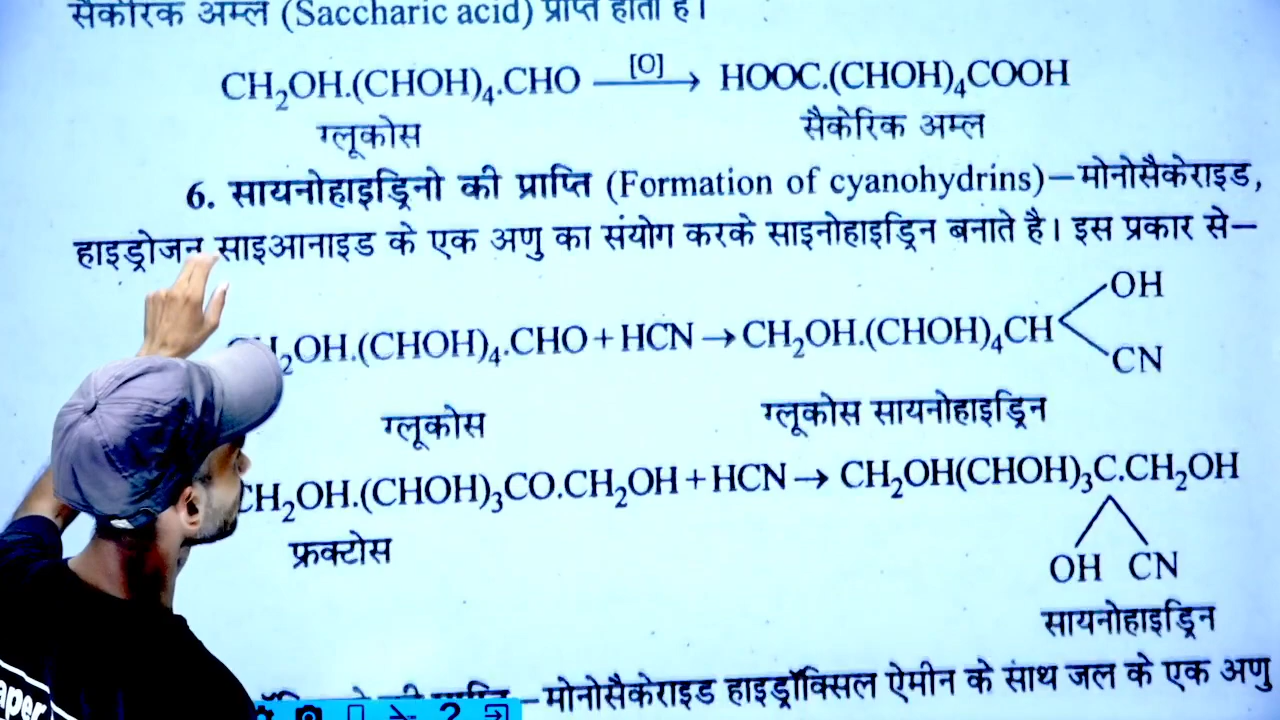 सैकेरिक अम्ल (Saccharic acid) प्राप्त होता है।
CH₂OH.(CHOH)₄.CHO [O] → HOOC.(CHOH)₄COOH
ग्लूकोस सैकेरिक अम्ल
6. सायनोहाइड्रिनो की प्राप्ति (Formation of cyanohydrins)—मोनोसैकेराइड,
हाइड्रोजन साइआनाइड के एक अणु का संयोग करके साइनोहाइड्रिन बनाते है। इस प्रकार से—
OH
CH₂OH.(CHOH)₄.CHO + HCN → CH₂OH.(CHOH)₄CH
CN
ग्लूकोस ग्लूकोस सायनोहाइड्रिन
CH₂OH.(CHOH)₃CO.CH₂OH + HCN → CH₂OH(CHOH)₃C.CH₂OH
फ्रक्टोस
OH CN
सायनोहाइड्रिन
—मोनोसैकेराइड हाइड्रॉक्सिल ऐमीन के साथ जल के एक अणु
aper